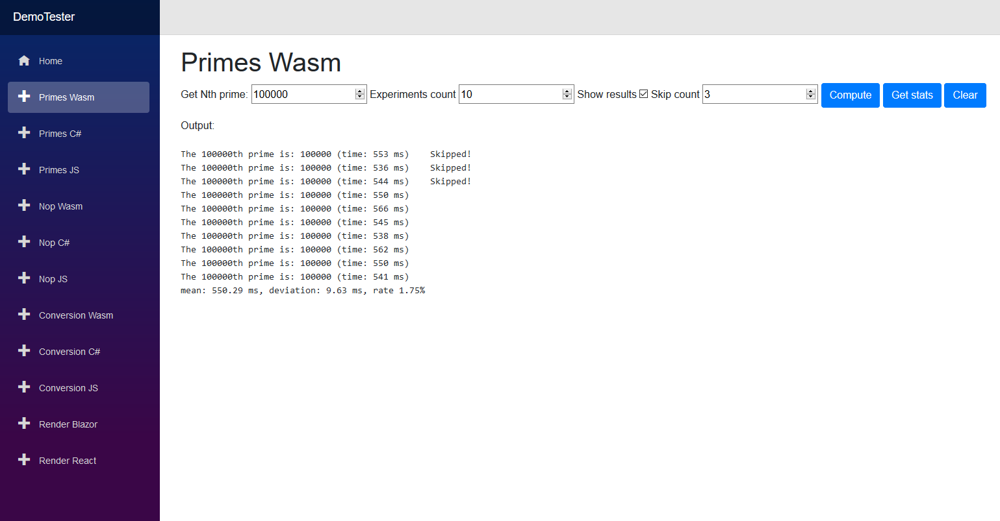 DemoTester
Home
Primes Wasm
Primes C#
Primes JS
Nop Wasm
Nop C#
Nop JS
Conversion Wasm
Conversion C#
Conversion JS
Render Blazor
Render React
Primes Wasm
Get Nth prime: 100000 Experiments count 10 Show results Skip count 3 Compute Get stats Clear
Output:
The 100000th prime is: 100000 (time: 553 ms)    Skipped!
The 100000th prime is: 100000 (time: 536 ms)    Skipped!
The 100000th prime is: 100000 (time: 544 ms)    Skipped!
The 100000th prime is: 100000 (time: 550 ms)
The 100000th prime is: 100000 (time: 566 ms)
The 100000th prime is: 100000 (time: 545 ms)
The 100000th prime is: 100000 (time: 538 ms)
The 100000th prime is: 100000 (time: 562 ms)
The 100000th prime is: 100000 (time: 550 ms)
The 100000th prime is: 100000 (time: 541 ms)
mean: 550.29 ms, deviation: 9.63 ms, rate 1.75%